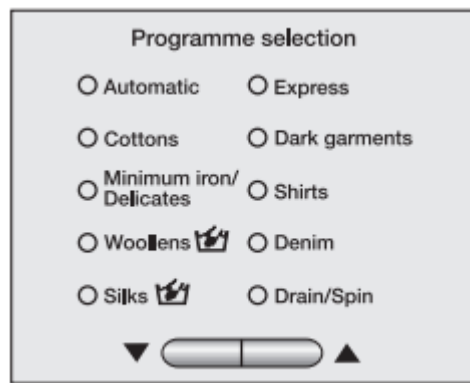 Programme selection
Automatic
Express
Cottons
Dark garments
Minimum iron/
Delicates
Shirts
Woollens
Denim
Silks
Drain/Spin